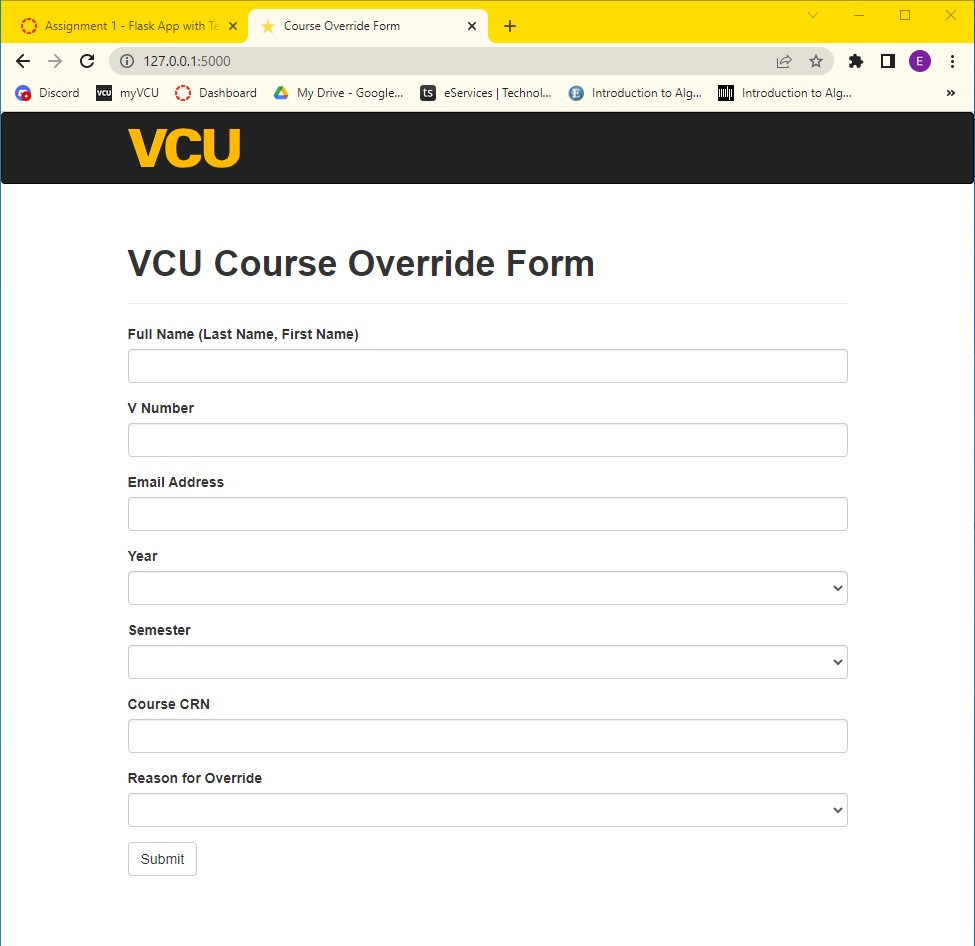 Assignment 1 - Flask App with Te
Course Override Form
127.0.0.1:5000
E
Discord
vcu
myVCU
Dashboard
My Drive - Google...
ts
eServices | Technol...
E
Introduction to Alg...
Introduction to Alg...
VCU
VCU Course Override Form
Full Name (Last Name, First Name)
V Number
Email Address
Year
Semester
Course CRN
Reason for Override
Submit